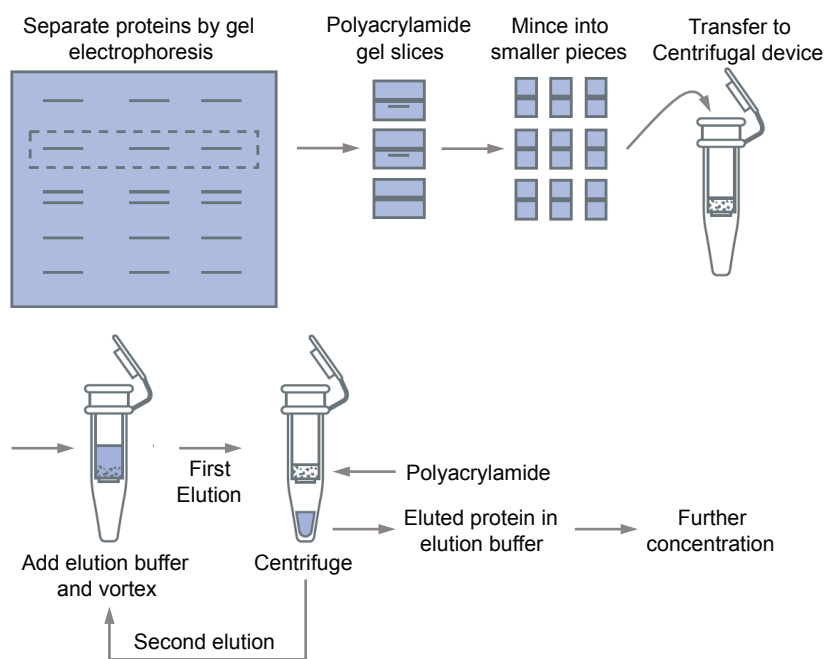 Separate proteins by gel
electrophoresis
Polyacrylamide
gel slices
Mince into
smaller pieces
Transfer to
Centrifugal device
First
Elution
Polyacrylamide
Eluted protein in
elution buffer
Further
concentration
Add elution buffer
and vortex
Centrifuge
Second elution